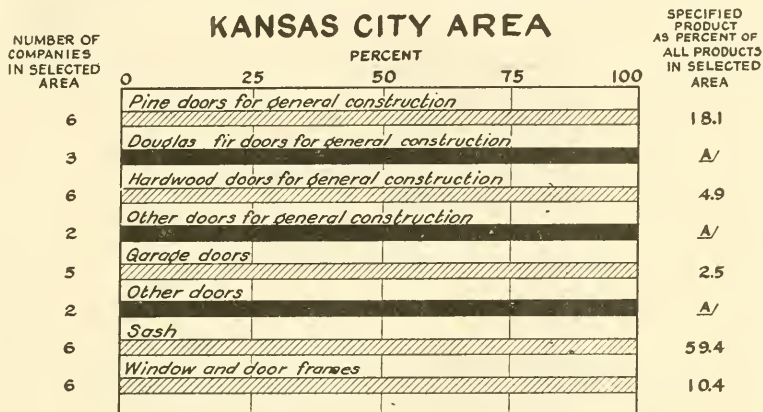 KANSAS CITY AREA
NUMBER OF
COMPANIES
IN SELECTED
AREA
PERCENT
SPECIFIED
PRODUCT
AS PERCENT OF
ALL PRODUCTS
IN SELECTED
AREA
0 25 50 75 100
Pine doors for general construction
6 18.1
Douglas fir doors for general construction
3 A/
Hardwood doors for general construction
6 4.9
Other doors for general construction
2 A/
Garage doors
5 2.5
Other doors
2 A/
Sash
6 59.4
Window and door frames
6 10.4